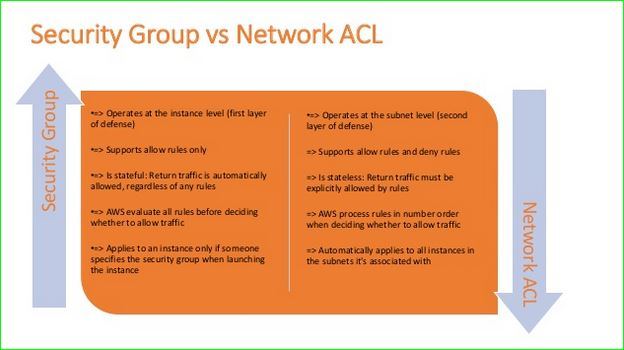 Security Group vs Network ACL
Security Group
•=> Operates at the instance level (first layer
of defense)
•=> Supports allow rules only
•=> Is stateful: Return traffic is automatically
allowed, regardless of any rules
•=> AWS evaluate all rules before deciding
whether to allow traffic
•=> Applies to an instance only if someone
specifies the security group when launching
the instance
•=> Operates at the subnet level (second
layer of defense)
=> Supports allow rules and deny rules
=> Is stateless: Return traffic must be
explicitly allowed by rules
=> AWS process rules in number order
when deciding whether to allow traffic
=> Automatically applies to all instances in
the subnets it's associated with
Network ACL